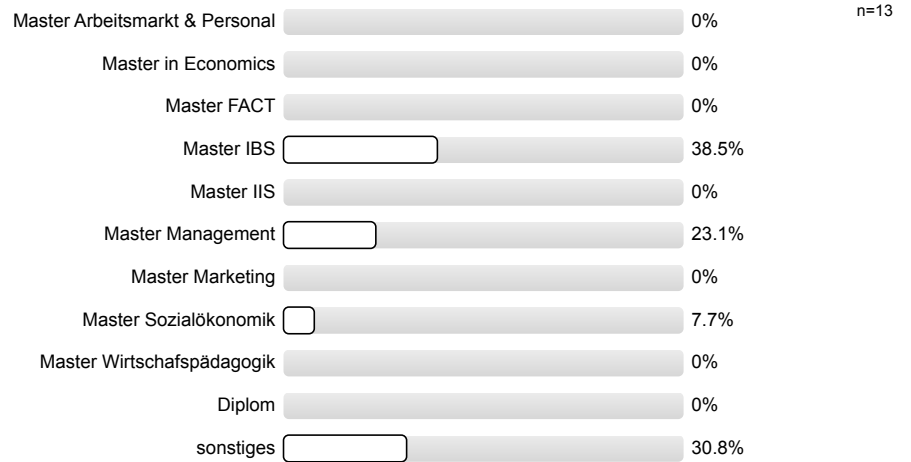 Master Arbeitsmarkt & Personal 0% n=13
Master in Economics 0%
Master FACT 0%
Master IBS 38.5%
Master IIS 0%
Master Management 23.1%
Master Marketing 0%
Master Sozialökonomik 7.7%
Master Wirtschafspädagogik 0%
Diplom 0%
sonstiges 30.8%